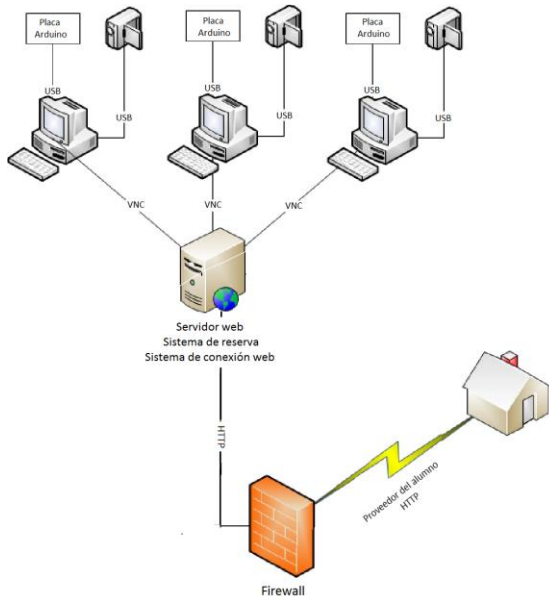 Placa
Arduino
Placa
Arduino
Placa
Arduino
USB
USB
USB
USB
USB
USB
VNC
VNC
VNC
Servidor web
Sistema de reserva
Sistema de conexión web
HTTP
Proveedor del alumno
HTTP
Firewall